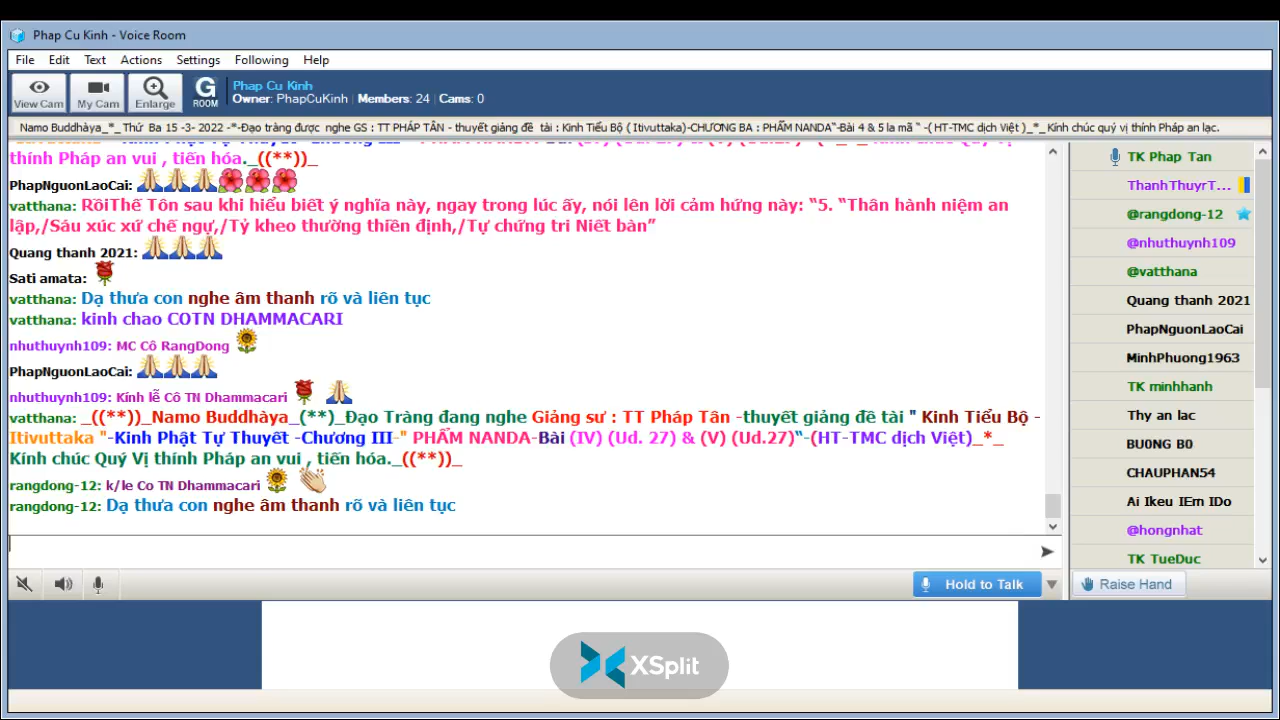 Phap Cu Kinh - Voice Room
File Edit Text Actions Settings Following Help
View Cam My Cam Enlarge G ROOM
Phap Cu Kinh
Owner: PhapCuKinh | Members: 24 | Cams: 0
Namo Buddhàya_*_ Thứ Ba 15 -3- 2022 -*-Đạo tràng được nghe GS : TT PHÁP TÂN - thuyết giảng đề tài : Kinh Tiểu Bộ ( Itivuttaka)-CHƯƠNG BA : PHẨM NANDA"-Bài 4 & 5 la mã " -( HT-TMC dịch Việt )_*_ Kính chúc quý vị thính Pháp an lạc.
thính Pháp an vui , tiến hóa._((**))_
PhapNguonLaoCai:
vatthana: RồiThế Tôn sau khi hiểu biết ý nghĩa này, ngay trong lúc ấy, nói lên lời cảm hứng này: "5. "Thân hành niệm an
lập,/Sáu xúc xứ chế ngự,/Tỷ kheo thường thiền định,/Tự chứng tri Niết bàn"
Quang thanh 2021:
Sati amata:
vatthana: Dạ thưa con nghe âm thanh rõ và liên tục
vatthana: kinh chao COTN DHAMMACARI
nhuthuynh109: MC Cô RangDong
PhapNguonLaoCai:
nhuthuynh109: Kính lễ Cô TN Dhammacari
vatthana: _((**))_Namo Buddhàya_(**)_Đạo Tràng đang nghe Giảng sư : TT Pháp Tân -thuyết giảng đề tài " Kinh Tiểu Bộ -
Itivuttaka "-Kinh Phật Tự Thuyết -Chương III-" PHẨM NANDA-Bài (IV) (Ud. 27) & (V) (Ud.27)"-(HT-TMC dịch Việt)_*_
Kính chúc Quý Vị thính Pháp an vui , tiến hóa._((**))_
rangdong-12: k/le Co TN Dhammacari
rangdong-12: Dạ thưa con nghe âm thanh rõ và liên tục
TK Phap Tan
ThanhThuyrT...
@rangdong-12
@nhuthuynh109
@vatthana
Quang thanh 2021
PhapNguonLaoCai
MinhPhuong1963
TK minhhanh
Thy an lac
BU0NG B0
CHAUPHAN54
Ai Ikeu IEm IDo
@hongnhat
TK TueDuc
Hold to Talk
Raise Hand
XSplit